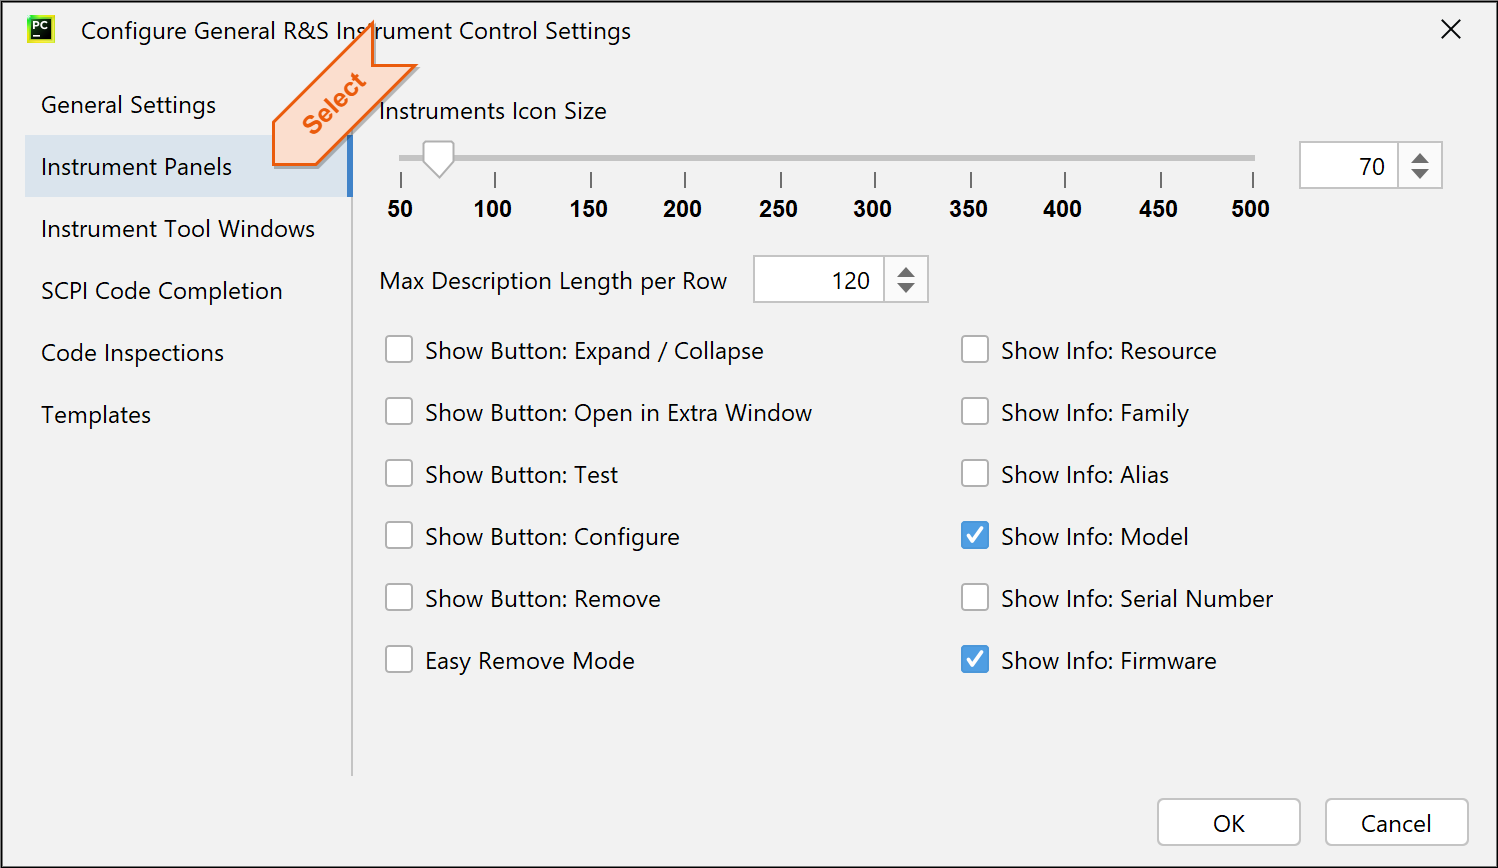 PC
Configure General R&S Instrument Control Settings
Select
General Settings
Instrument Panels
Instrument Tool Windows
SCPI Code Completion
Code Inspections
Templates
Instruments Icon Size
70
50 100 150 200 250 300 350 400 450 500
Max Description Length per Row 120
Show Button: Expand / Collapse
Show Button: Open in Extra Window
Show Button: Test
Show Button: Configure
Show Button: Remove
Easy Remove Mode
Show Info: Resource
Show Info: Family
Show Info: Alias
Show Info: Model
Show Info: Serial Number
Show Info: Firmware
OK
Cancel